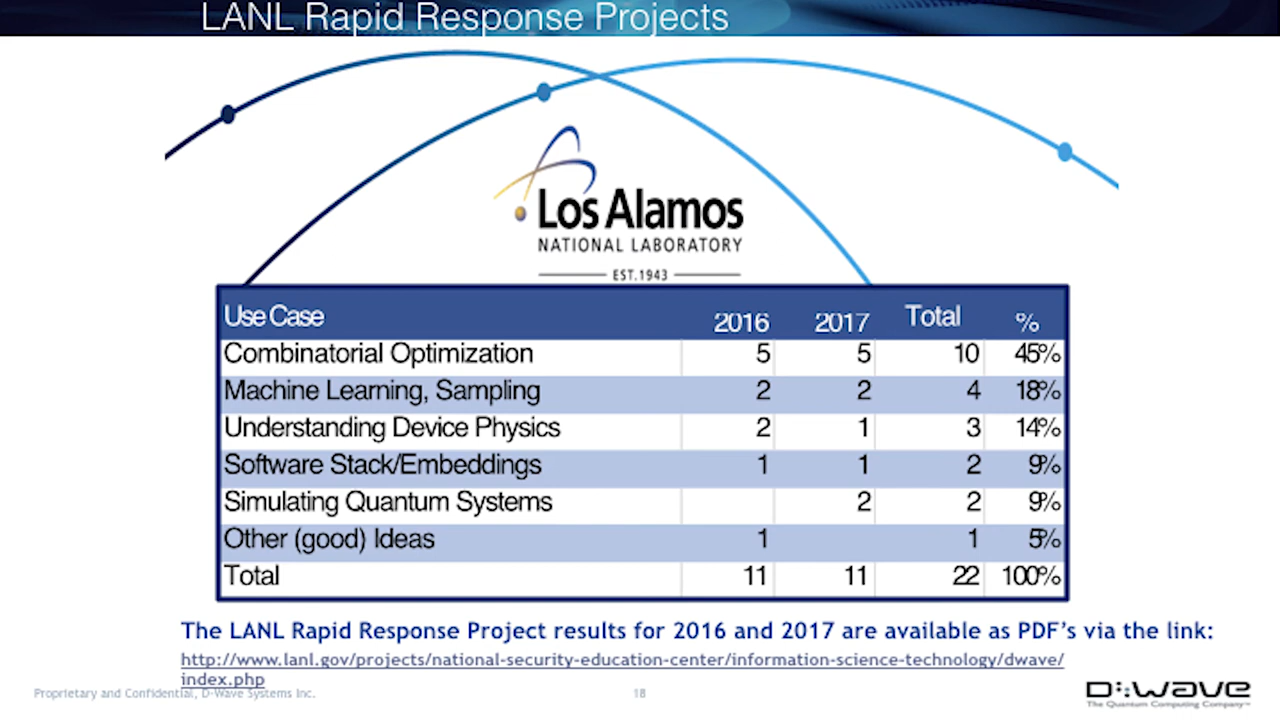 LANL Rapid Response Projects
Los Alamos
NATIONAL LABORATORY
EST.1943
Use Case 2016 2017 Total %
Combinatorial Optimization 5 5 10 45%
Machine Learning, Sampling 2 2 4 18%
Understanding Device Physics 2 1 3 14%
Software Stack/Embeddings 1 1 2 9%
Simulating Quantum Systems 2 2 9%
Other (good) Ideas 1 1 5%
Total 11 11 22 100%
The LANL Rapid Response Project results for 2016 and 2017 are available as PDF's via the link:
http://www.lanl.gov/projects/national-security-education-center/information-science-technology/dwave/
index.php
Proprietary and Confidential, D-Wave Systems Inc.
18
D:wave
The Quantum Computing Company™